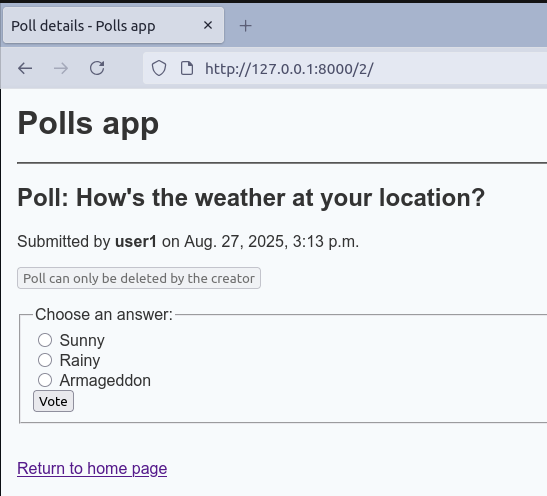 Poll details - Polls app
http://127.0.0.1:8000/2/
Polls app
Poll: How's the weather at your location?
Submitted by user1 on Aug. 27, 2025, 3:13 p.m.
Poll can only be deleted by the creator
Choose an answer:
Sunny
Rainy
Armageddon
Vote
Return to home page